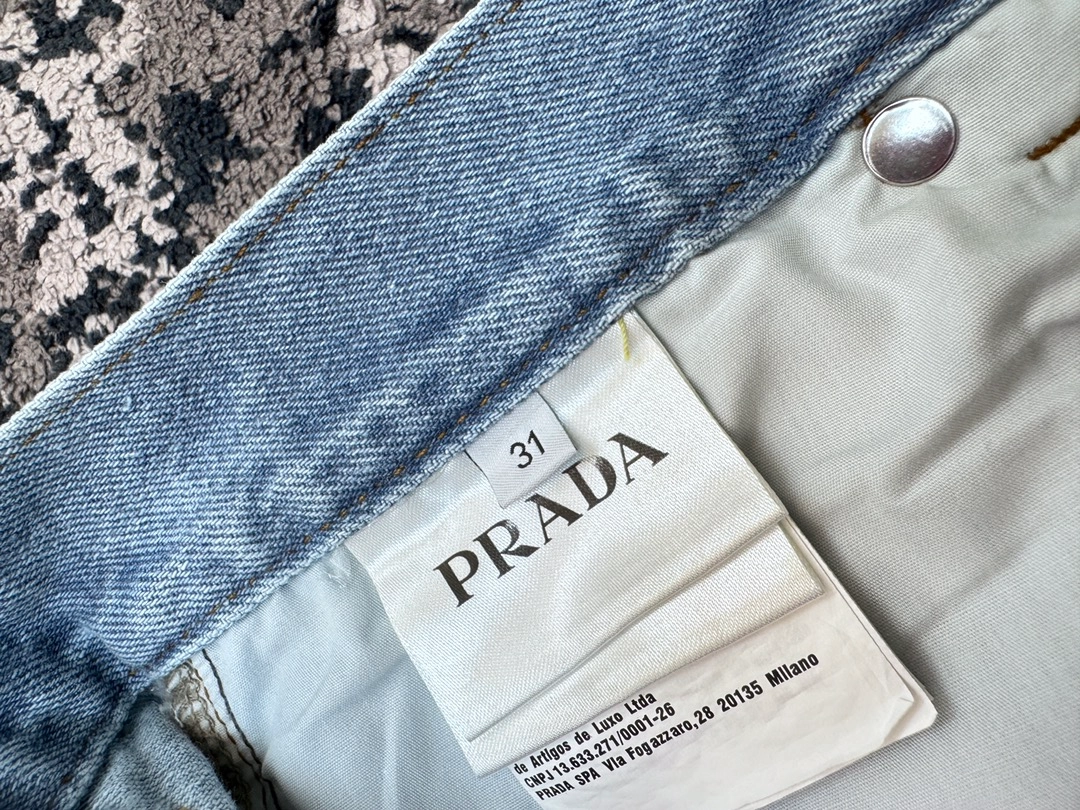 31
PRADA
de Artigos de Luxo Ltda
CNPJ 13.633.271/0001-26
PRADA SPA Via Fogazzaro,28 20135 Milano